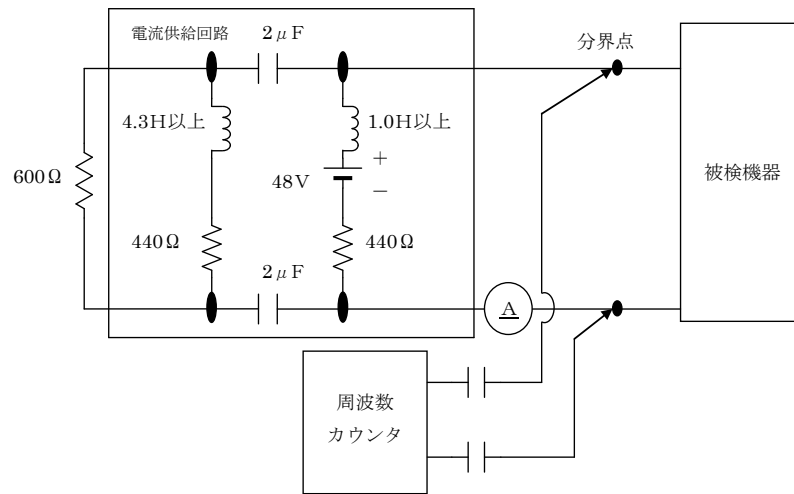 電流供給回路
2μF
分界点
4.3H以上
1.0H以上
+
48V
−
600Ω
被検機器
440Ω
440Ω
2μF
A
周波数
カウンタ